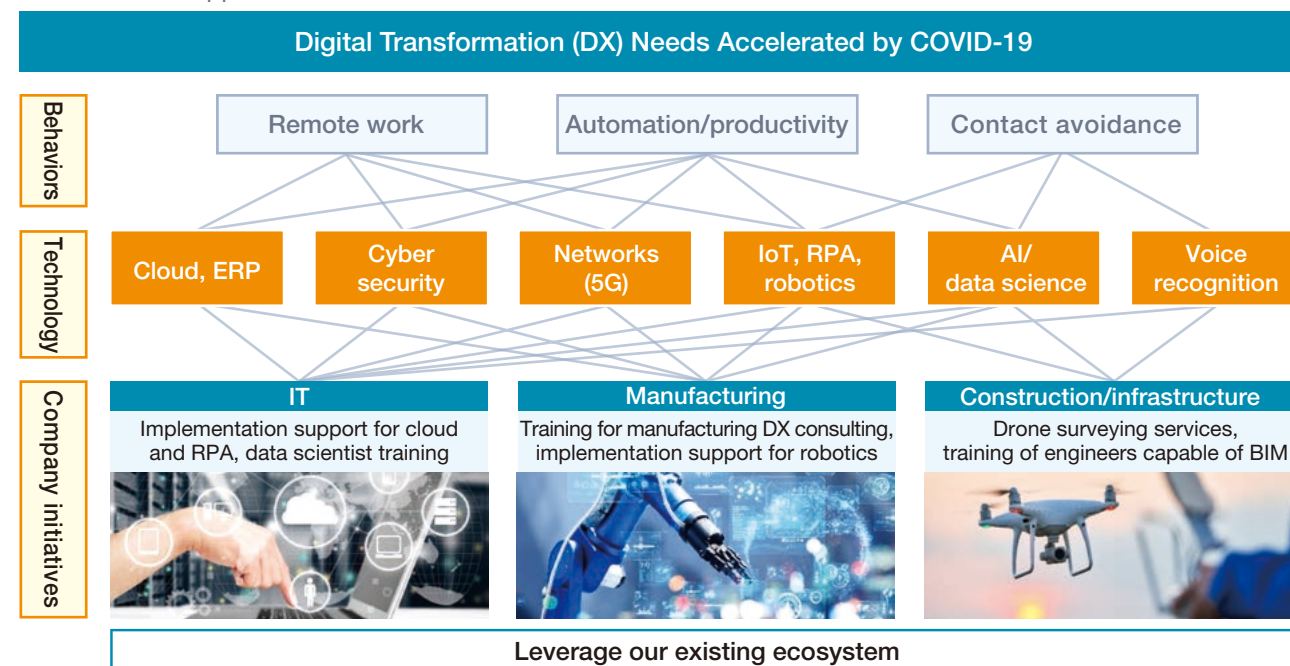 Digital Transformation (DX) Needs Accelerated by COVID-19
Behaviors
Remote work
Automation/productivity
Contact avoidance
Technology
Cloud, ERP
Cyber
security
Networks
(5G)
IoT, RPA,
robotics
AI/
data science
Voice
recognition
Company initiatives
IT
Implementation support for cloud
and RPA, data scientist training
Manufacturing
Training for manufacturing DX consulting,
implementation support for robotics
Construction/infrastructure
Drone surveying services,
training of engineers capable of BIM
Leverage our existing ecosystem